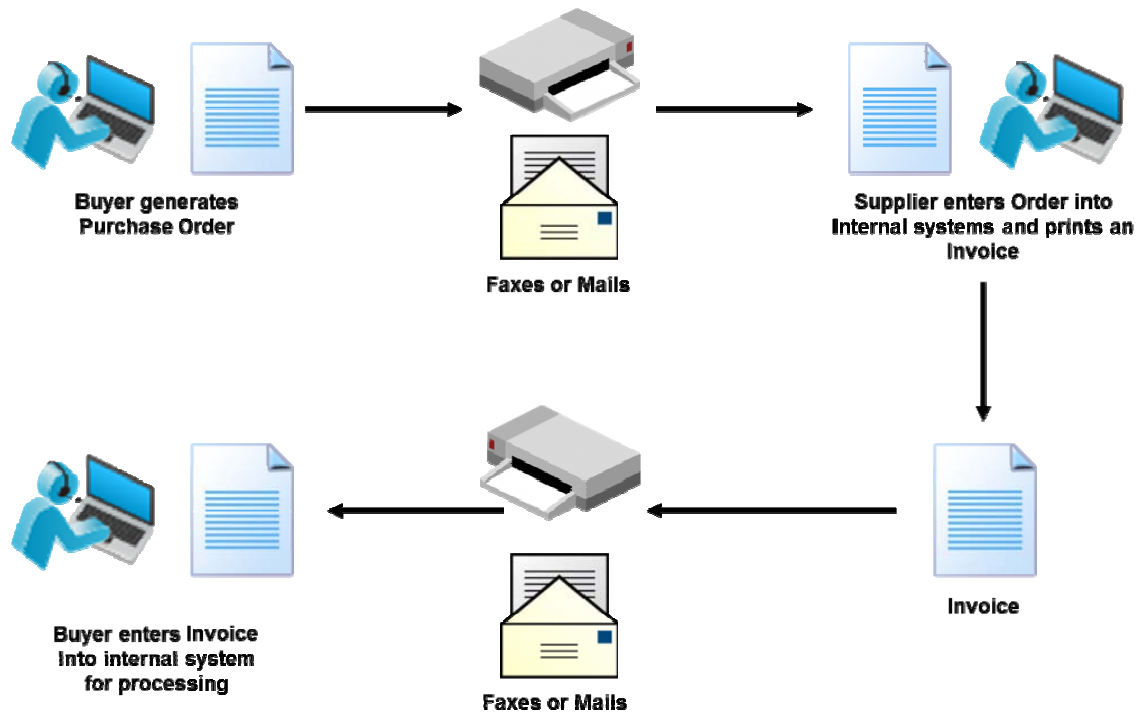 Buyer generates
Purchase Order
Faxes or Mails
Supplier enters Order into
Internal systems and prints an
Invoice
Invoice
Faxes or Mails
Buyer enters Invoice
Into internal system
for processing